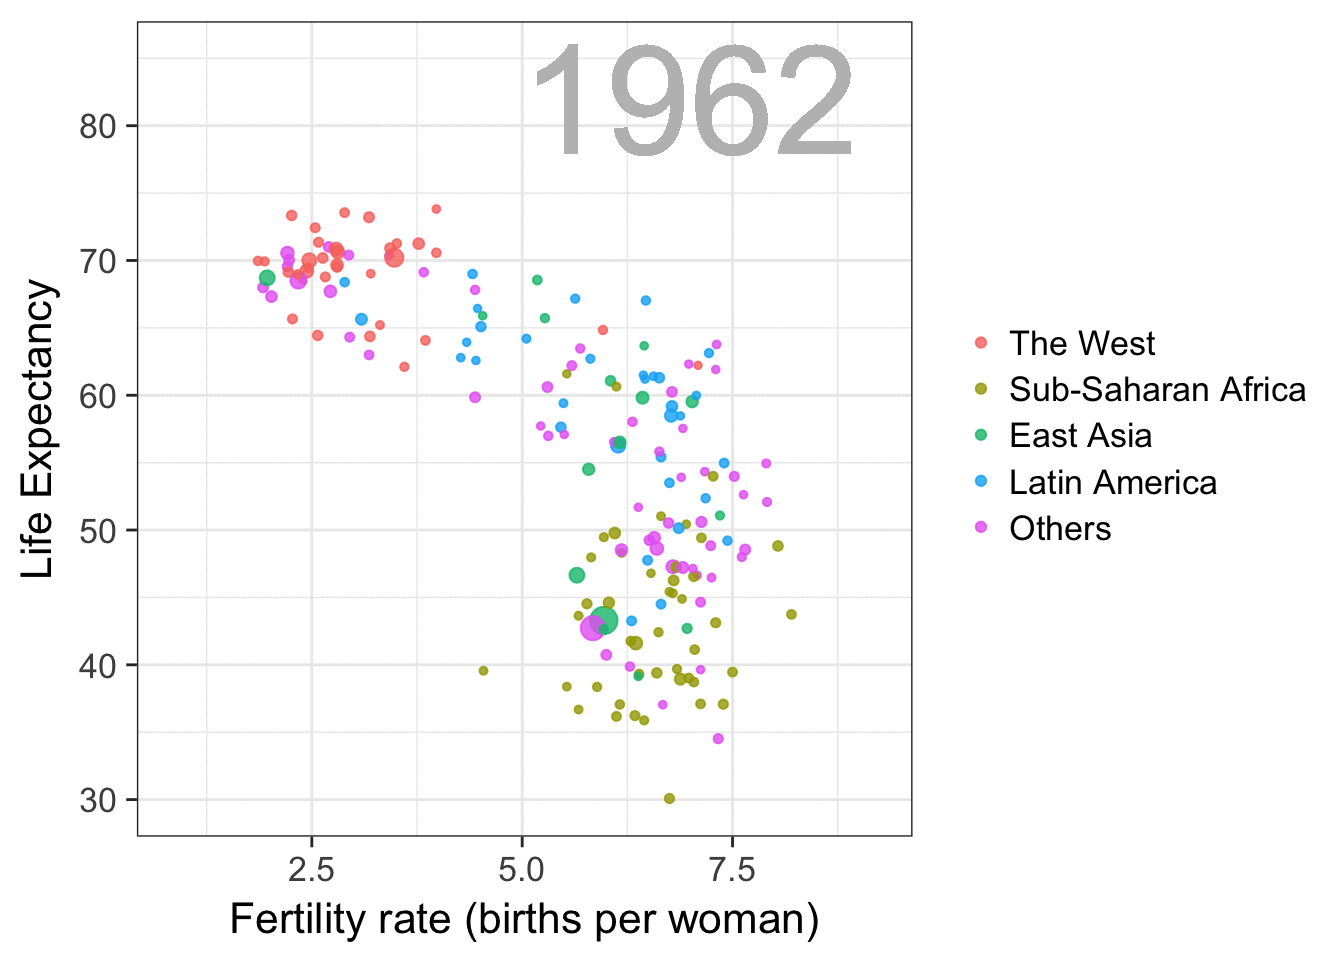 1962
80
70
60
50
40
30
Life Expectancy
2.5 5.0 7.5
Fertility rate (births per woman)
The West
Sub-Saharan Africa
East Asia
Latin America
Others